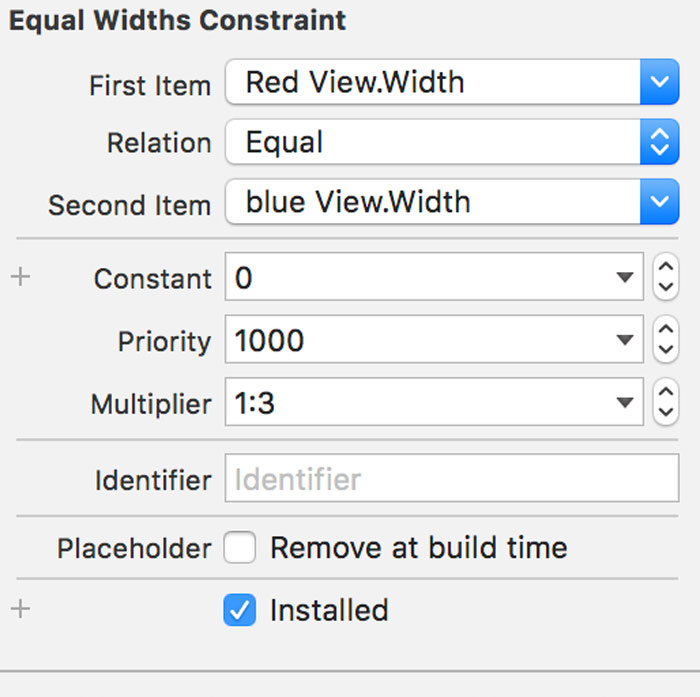 Equal Widths Constraint
First Item Red View.Width
Relation Equal
Second Item blue View.Width
Constant 0
Priority 1000
Multiplier 1:3
Identifier Identifier
Placeholder Remove at build time
Installed